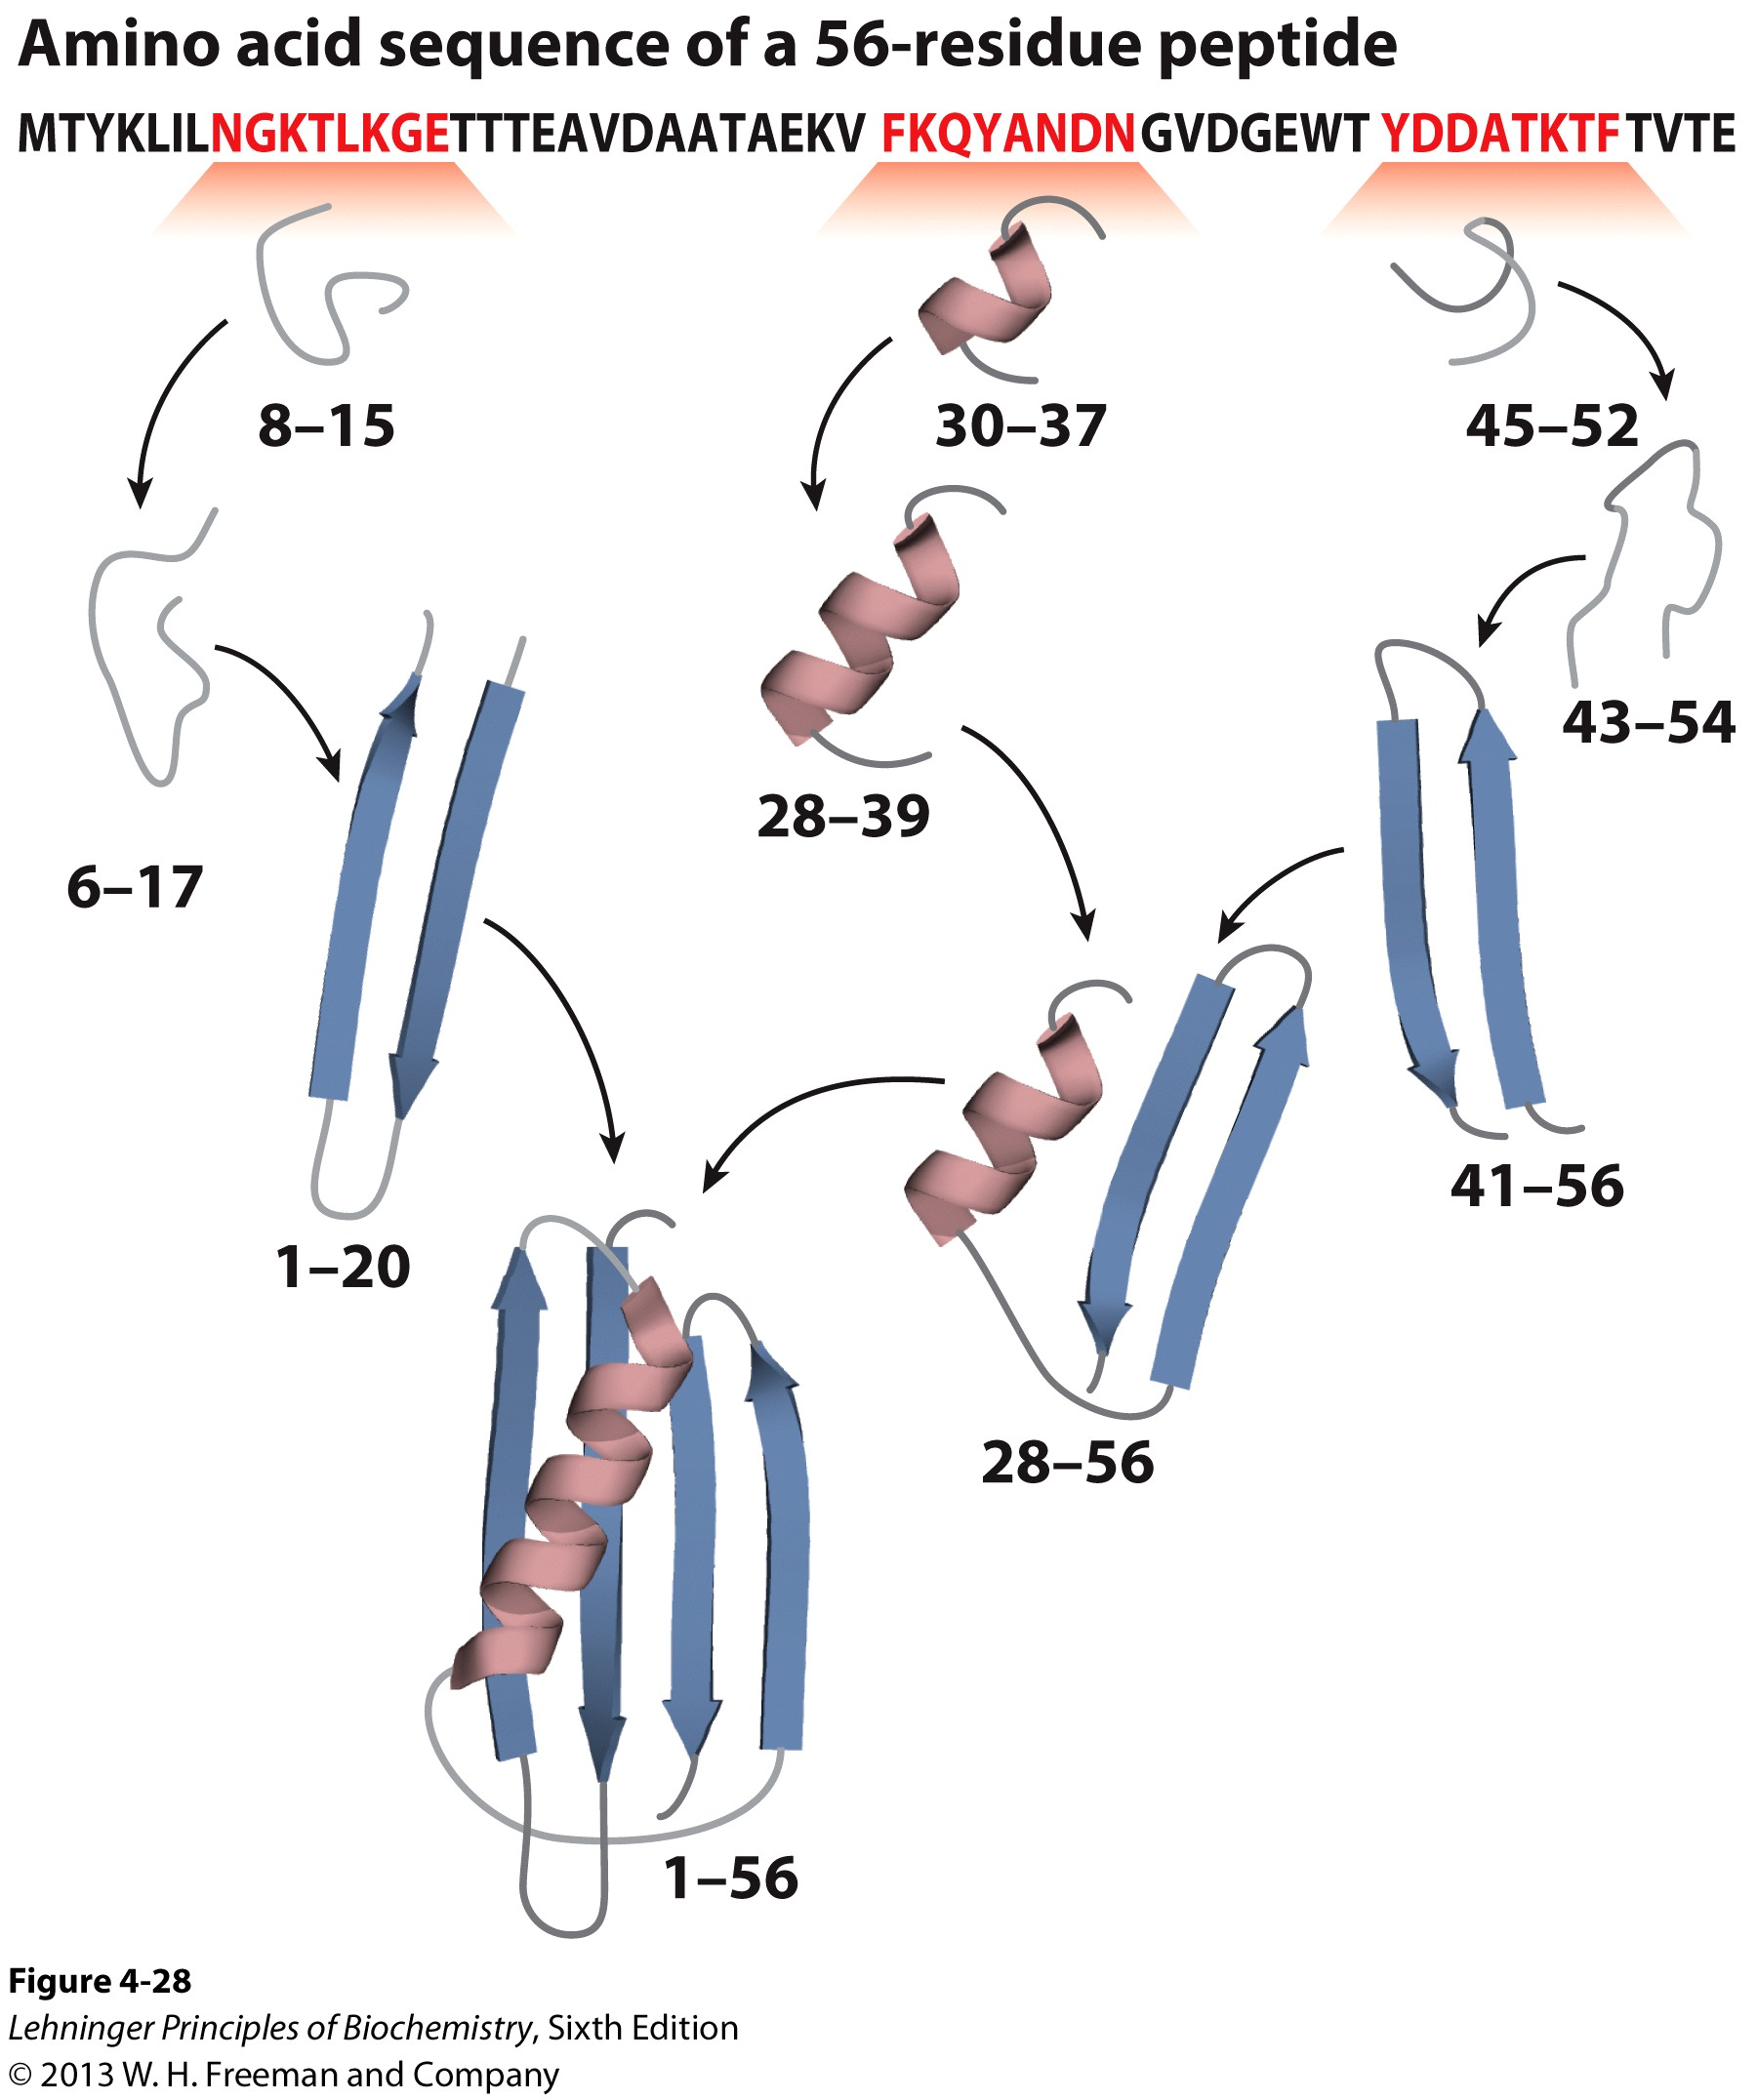 Amino acid sequence of a 56-residue peptide
MTYKLILNGKTLKGETTTEAVDAATAEKV FKQYANDNGVDGEWT YDDATKTFTVTE
8–15
30–37
45–52
43–54
28–39
6–17
41–56
1–20
28–56
1–56
Figure 4-28
Lehninger Principles of Biochemistry, Sixth Edition
© 2013 W. H. Freeman and Company